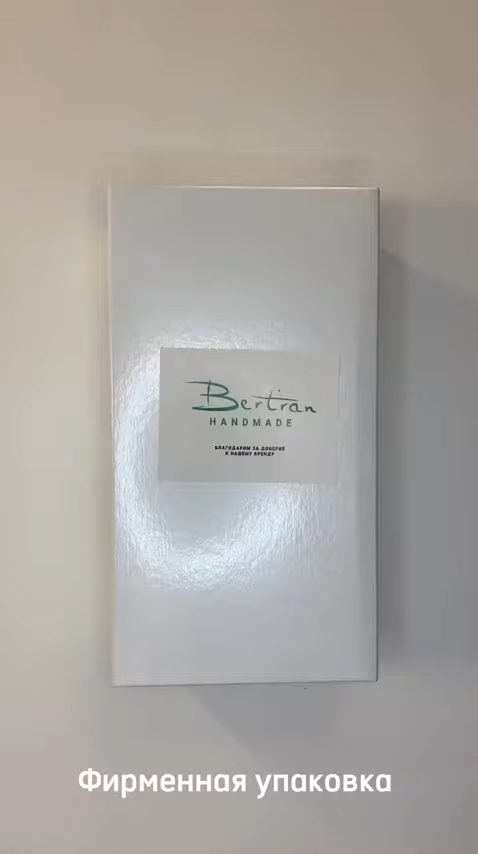 Bertran
HANDMADE
БЛАГОДАРИМ ЗА ДОВЕРИЕ
К НАШЕМУ БРЕНДУ
Фирменная упаковка